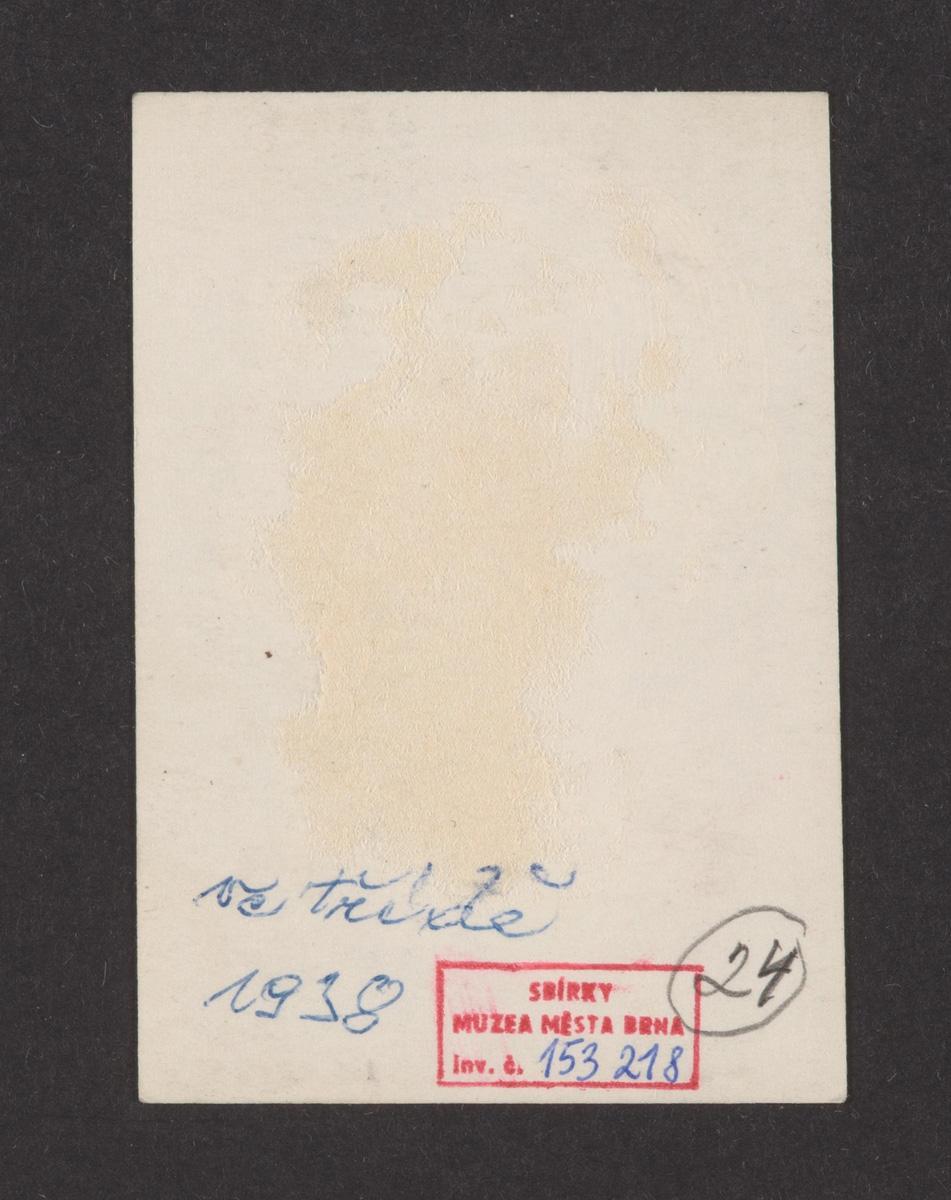 ve třídě
1938
24
SBÍRKY
MUZEA MĚSTA BRNA
inv. č. 153 218